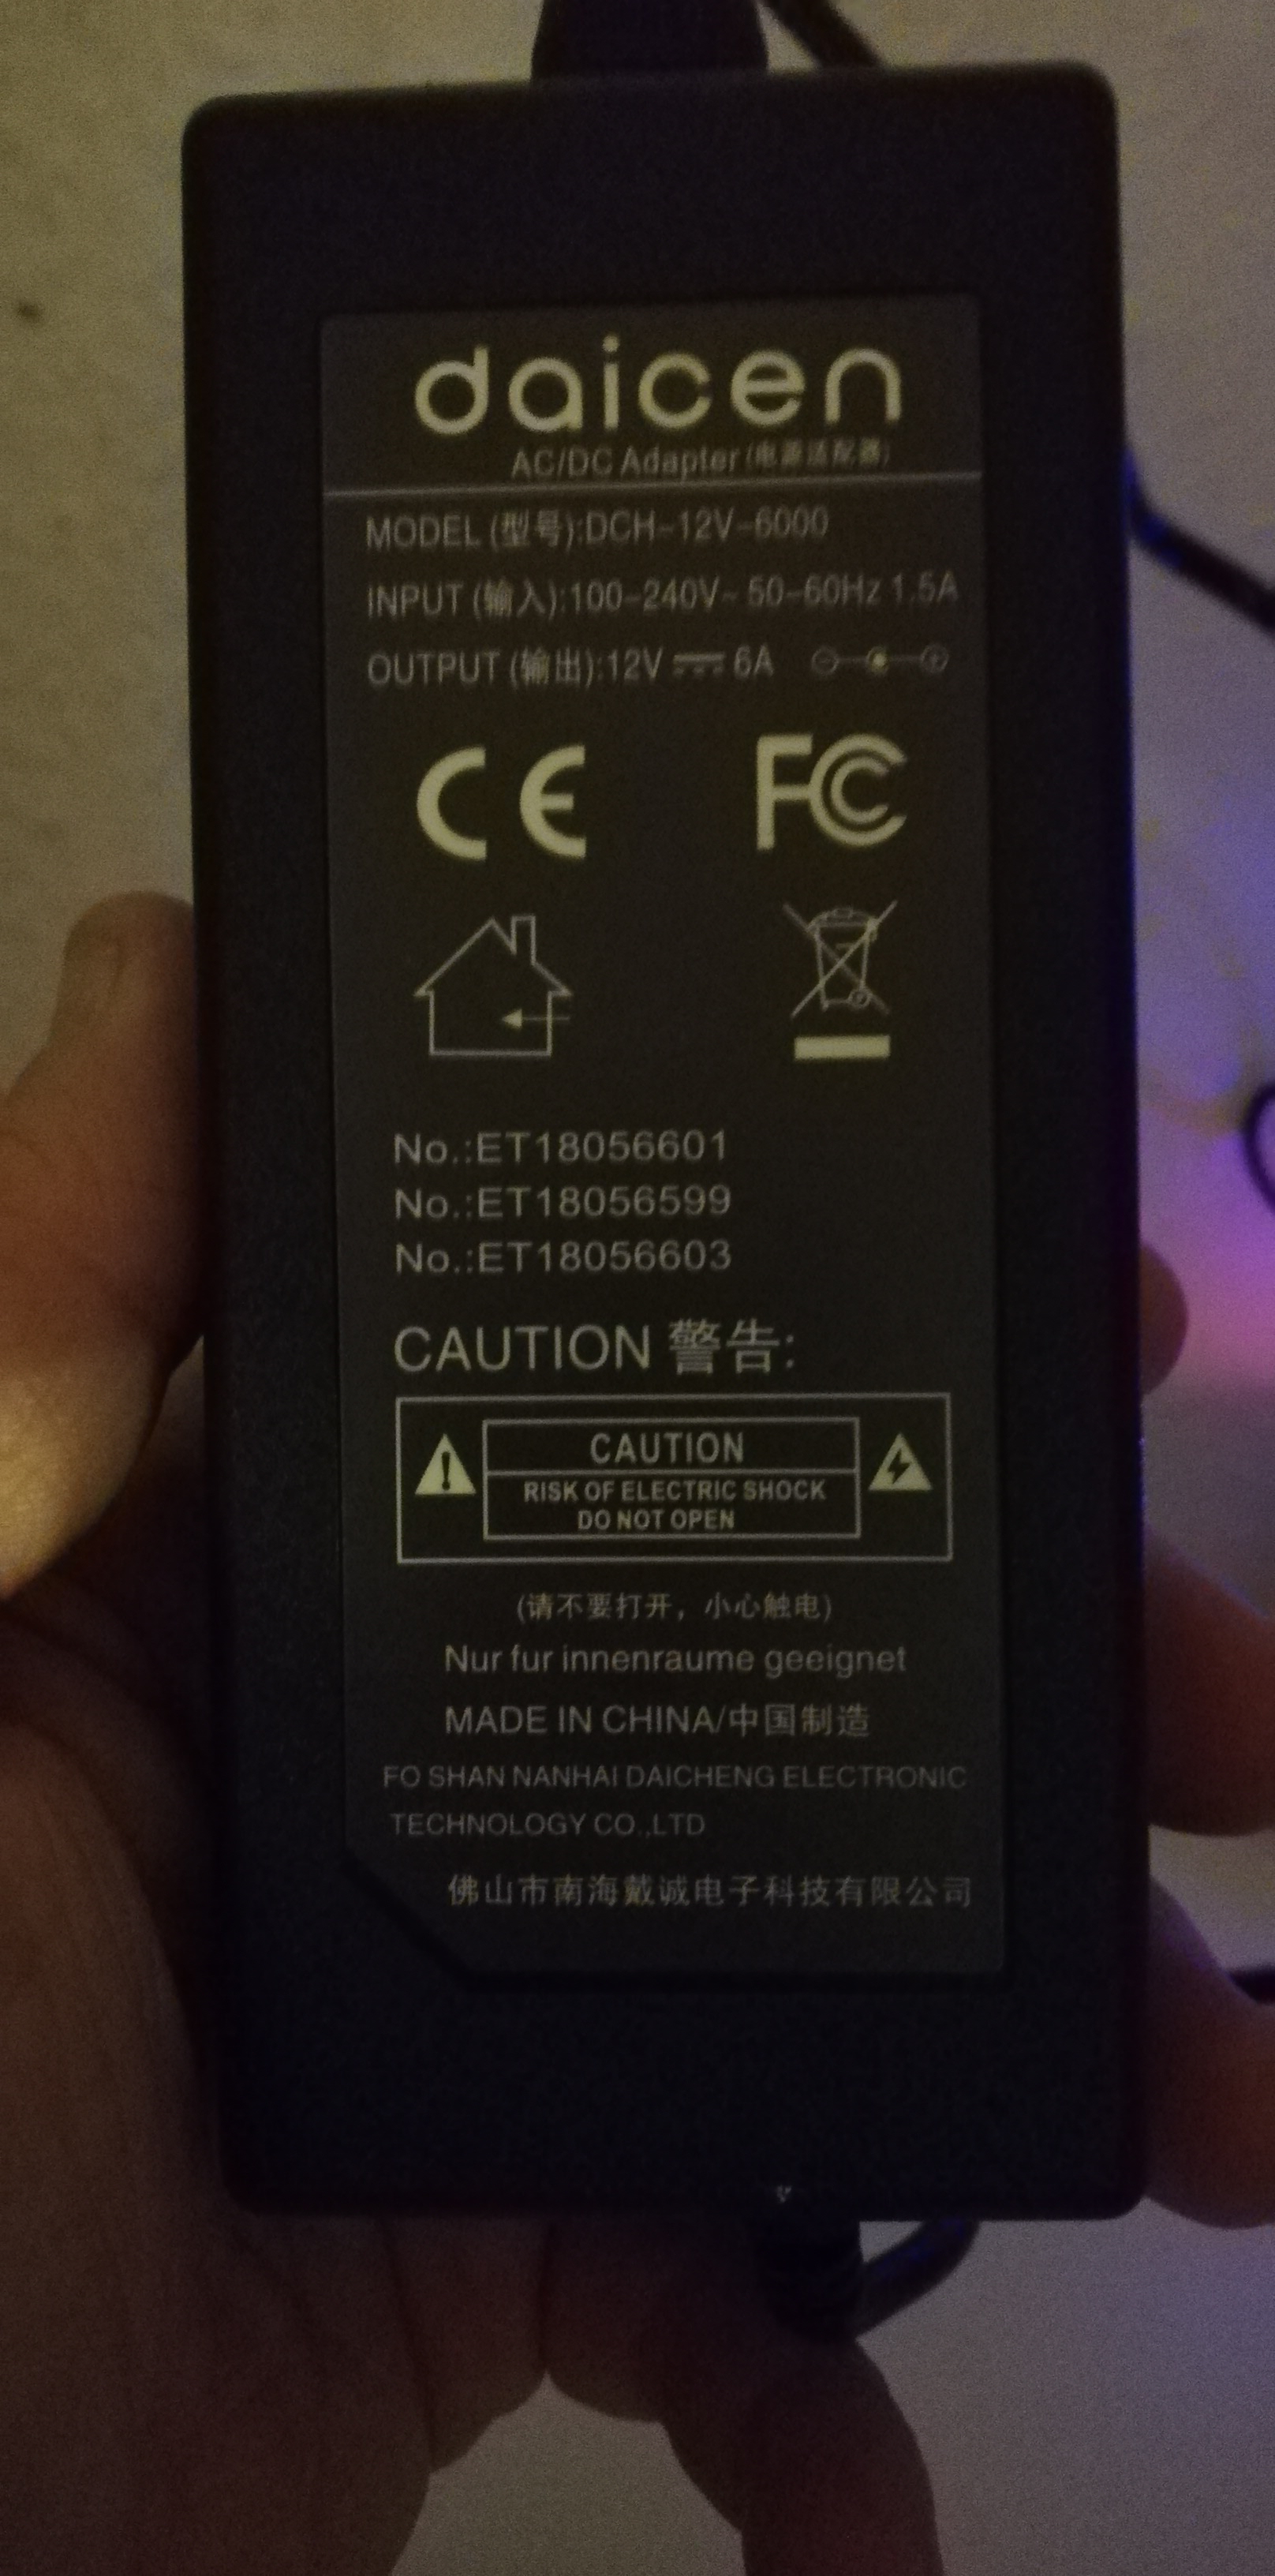 daicen
AC/DC Adapter(电源适配器)
MODEL (型号):DCH-12V-6000
INPUT (输入):100-240V~50-60Hz 1.5A
OUTPUT (输出):12V ⎓ 6A
CE FC
No.:ET18056601
No.:ET18056599
No.:ET18056603
CAUTION 警告:
CAUTION
RISK OF ELECTRIC SHOCK
DO NOT OPEN
(请不要打开，小心触电)
Nur fur innenraume geeignet
MADE IN CHINA/中国制造
FO SHAN NANHAI DAICHENG ELECTRONIC
TECHNOLOGY CO.,LTD
佛山市南海戴诚电子科技有限公司